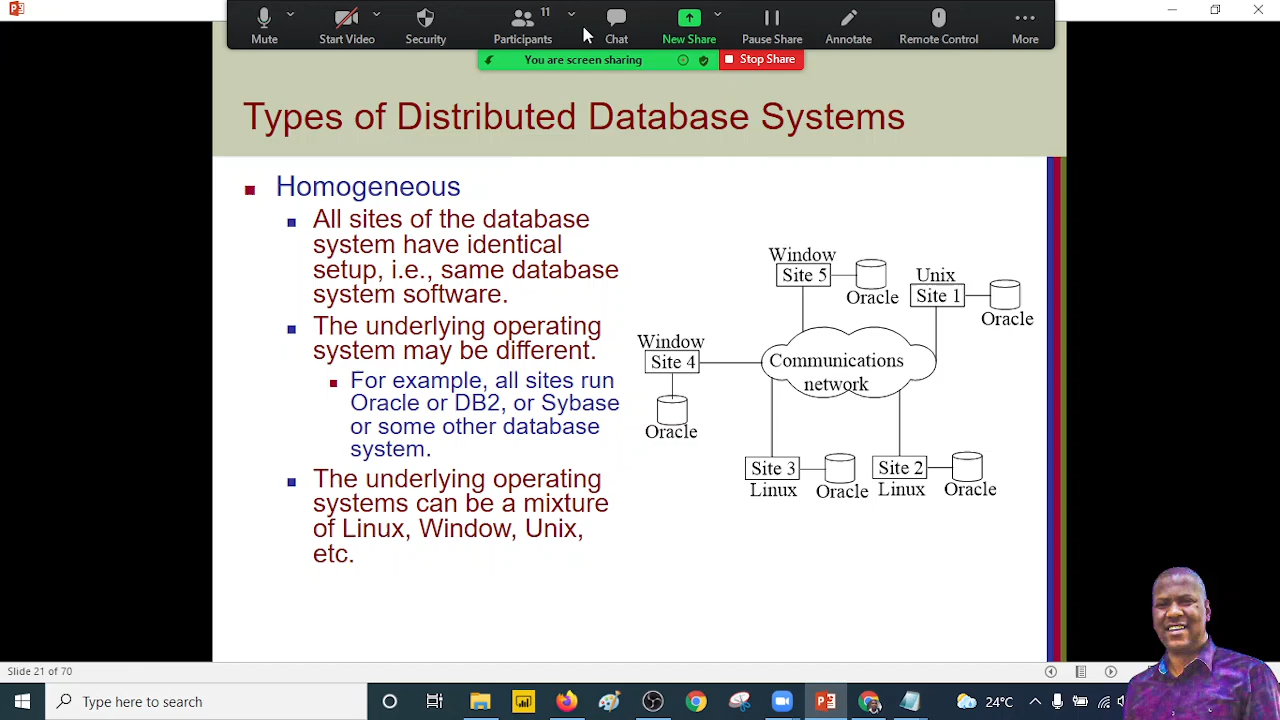 11
Mute
Start Video
Security
Participants
Chat
New Share
Pause Share
Annotate
Remote Control
More
You are screen sharing
Stop Share
Types of Distributed Database Systems
Homogeneous
All sites of the database
system have identical
setup, i.e., same database
system software.
The underlying operating
system may be different.
For example, all sites run
Oracle or DB2, or Sybase
or some other database
system.
The underlying operating
systems can be a mixture
of Linux, Window, Unix,
etc.
Window
Site 5
Oracle
Unix
Site 1
Oracle
Window
Site 4
Oracle
Communications
network
Site 3
Linux
Oracle
Site 2
Linux
Oracle
Slide 21 of 70
Type here to search
24°C